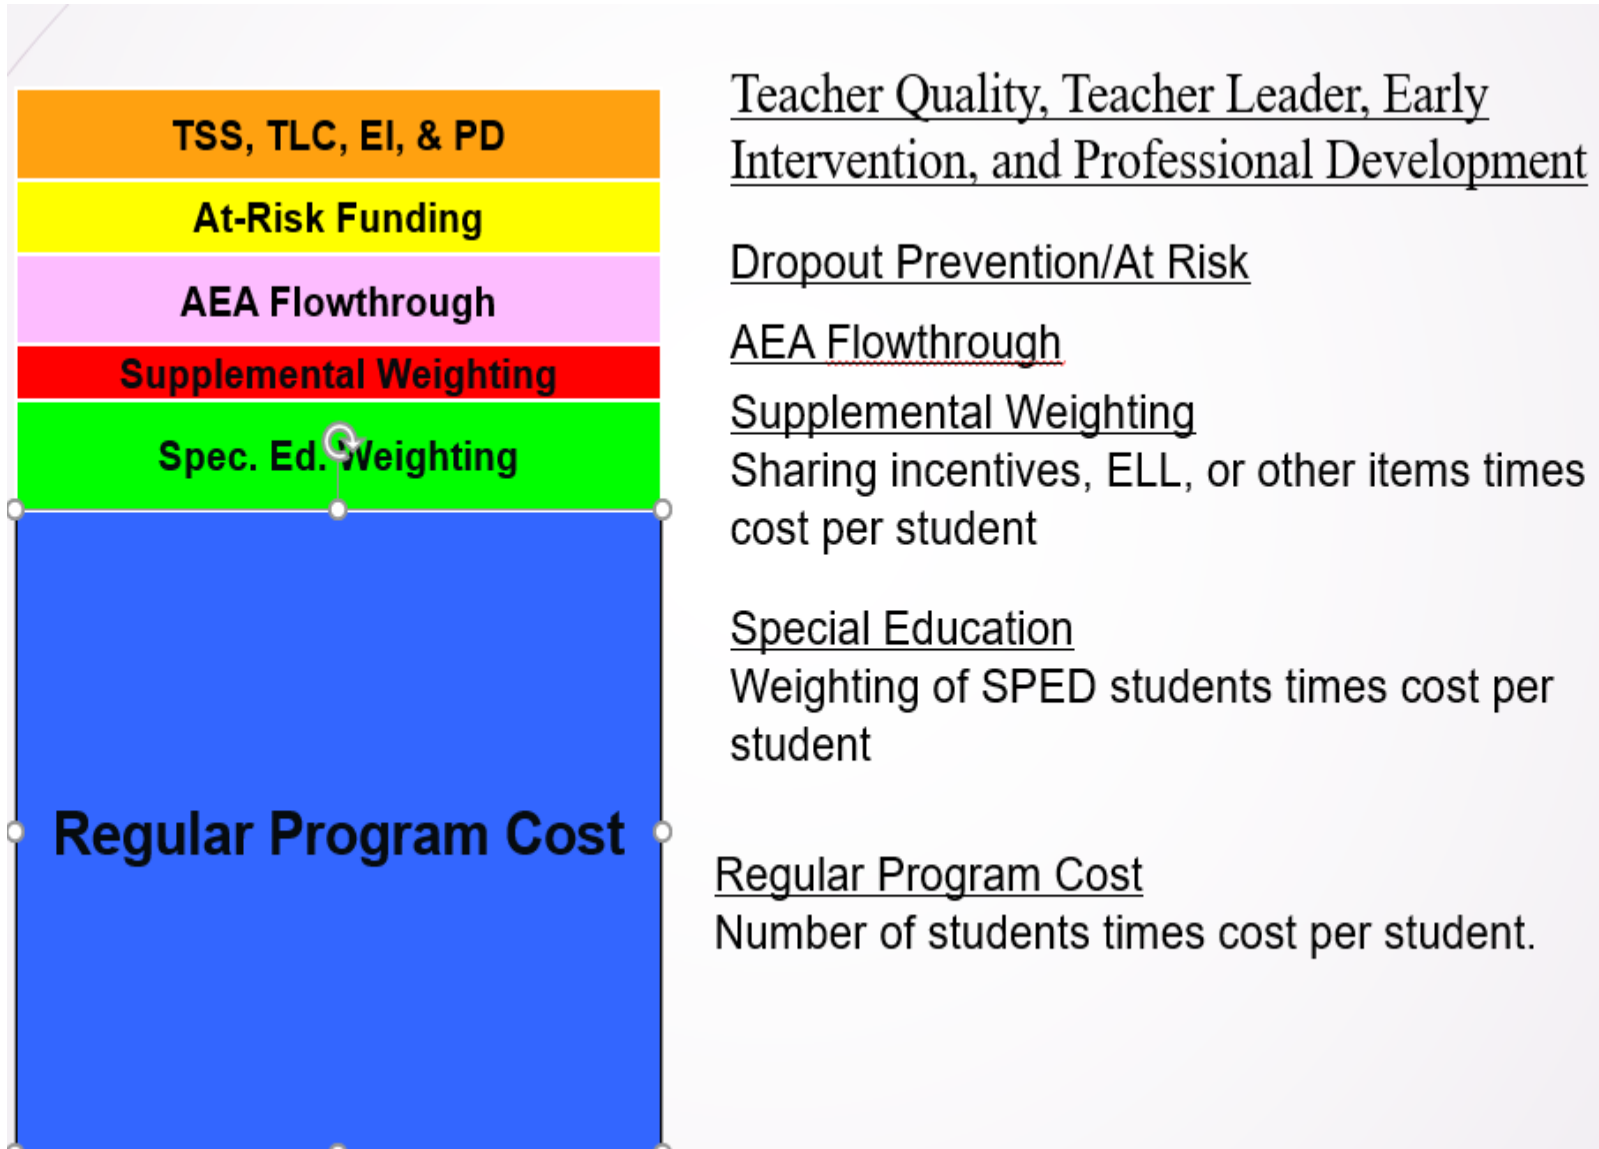 TSS, TLC, EI, & PD
At-Risk Funding
AEA Flowthrough
Supplemental Weighting
Spec. Ed. Weighting
Regular Program Cost
Teacher Quality, Teacher Leader, Early
Intervention, and Professional Development
Dropout Prevention/At Risk
AEA Flowthrough
Supplemental Weighting
Sharing incentives, ELL, or other items times
cost per student
Special Education
Weighting of SPED students times cost per
student
Regular Program Cost
Number of students times cost per student.